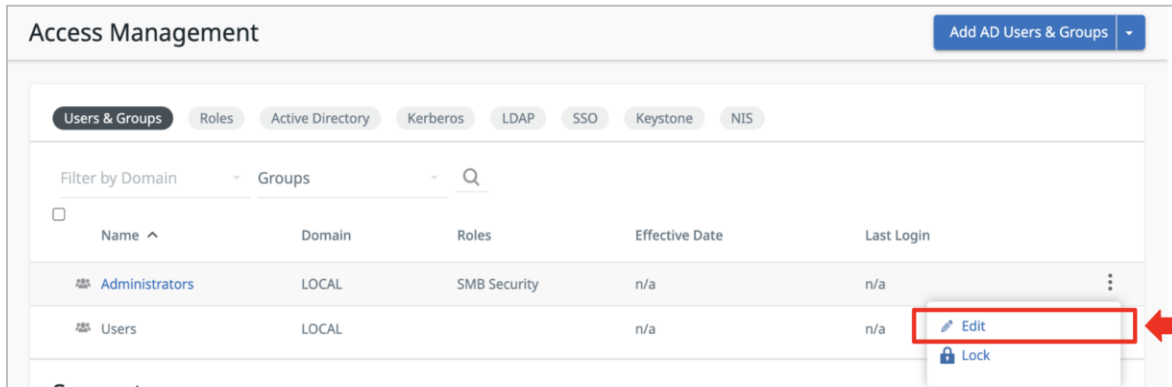 Access Management
Add AD Users & Groups
Users & Groups Roles Active Directory Kerberos LDAP SSO Keystone NIS
Filter by Domain Groups
Name Domain Roles Effective Date Last Login
Administrators LOCAL SMB Security n/a n/a
Users LOCAL n/a n/a
Edit
Lock